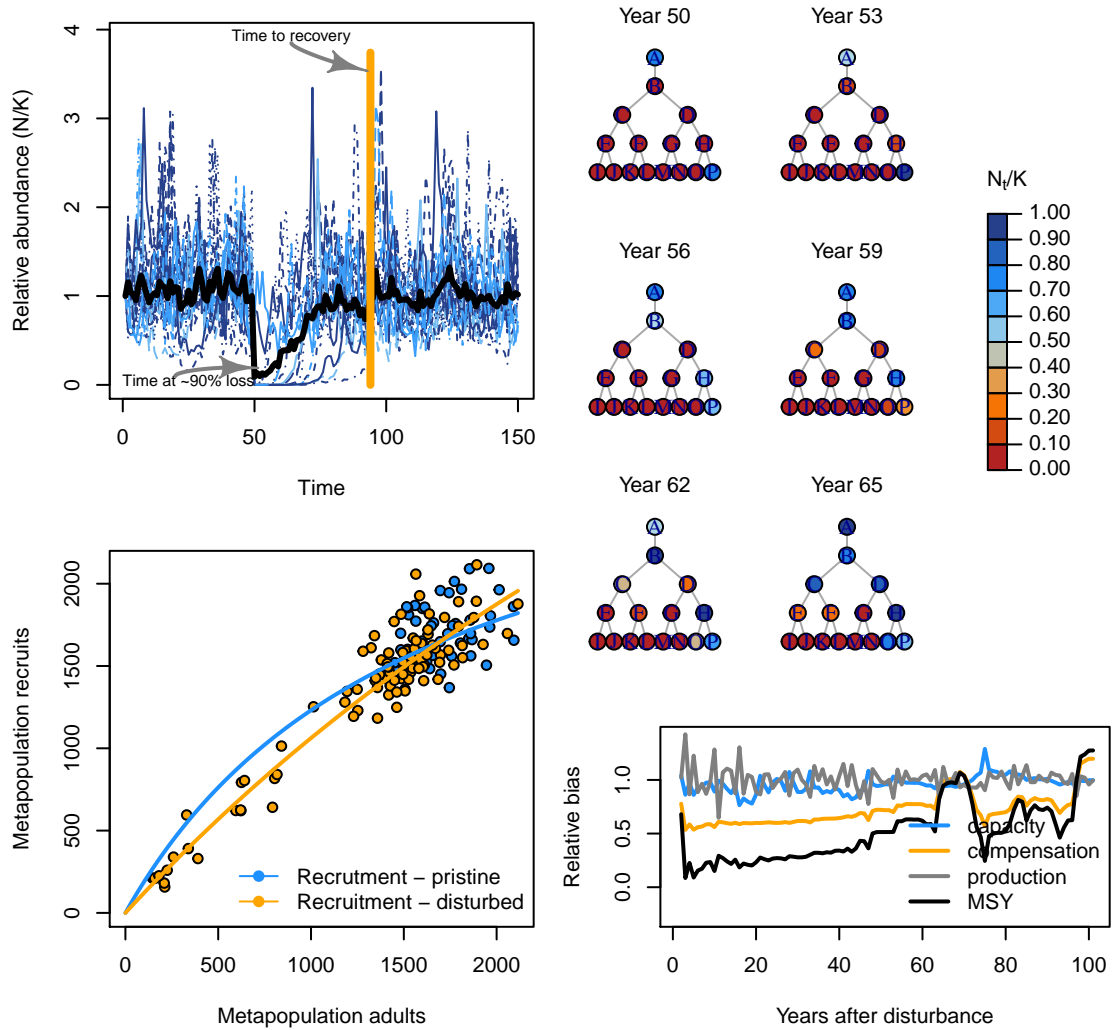 Relative abundance (N/K)
4
3
2
1
0
Time to recovery
Time at ~90% loss
0 50 100 150
Time
Year 50 Year 53
A A
B B
E E G H E E G H
K M N P K M N P
Year 56 Year 59
A A
B B
E E G H E E G H
K M N P K M N P
Year 62 Year 65
A A
B B
E E G H E E G H
K M N P K M N P
Nt/K
1.00
0.90
0.80
0.70
0.60
0.50
0.40
0.30
0.20
0.10
0.00
Metapopulation recruits
2000
1500
1000
500
0
Recrutment – pristine
Recruitment – disturbed
0 500 1000 1500 2000
Metapopulation adults
Relative bias
1.0
0.5
0.0
capacity
compensation
production
MSY
0 20 40 60 80 100
Years after disturbance